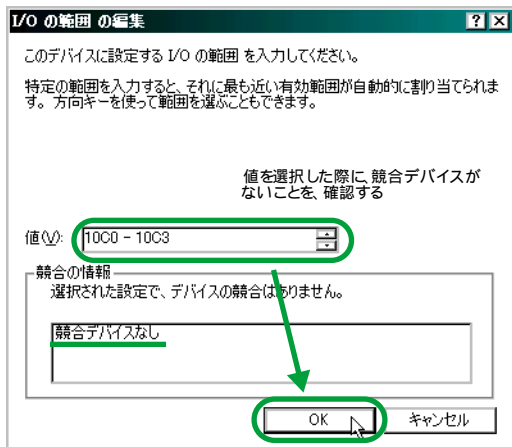 I/O の範囲 の編集
このデバイスに設定する I/O の範囲 を入力してください。
特定の範囲を入力すると、それに最も近い有効範囲が自動的に割り当てられま
す。 方向キーを使って範囲を選ぶこともできます。
値を選択した際に、競合デバイスが
ないことを、確認する
値(V): 10C0 - 10C3
競合の情報
選択された設定で、デバイスの競合はありません。
競合デバイスなし
OK キャンセル